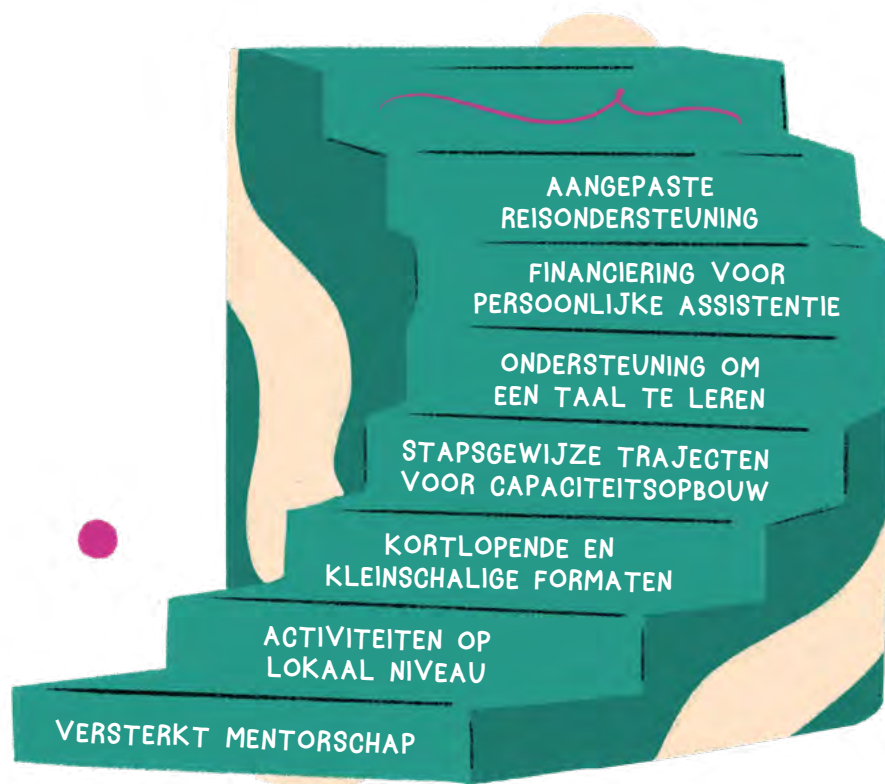 AANGEPASTE
REISONDERSTEUNING
FINANCIERING VOOR
PERSOONLIJKE ASSISTENTIE
ONDERSTEUNING OM
EEN TAAL TE LEREN
STAPSGEWIJZE TRAJECTEN
VOOR CAPACITEITSOPBOUW
KORTLOPENDE EN
KLEINSCHALIGE FORMATEN
ACTIVITEITEN OP
LOKAAL NIVEAU
VERSTERKT MENTORSCHAP